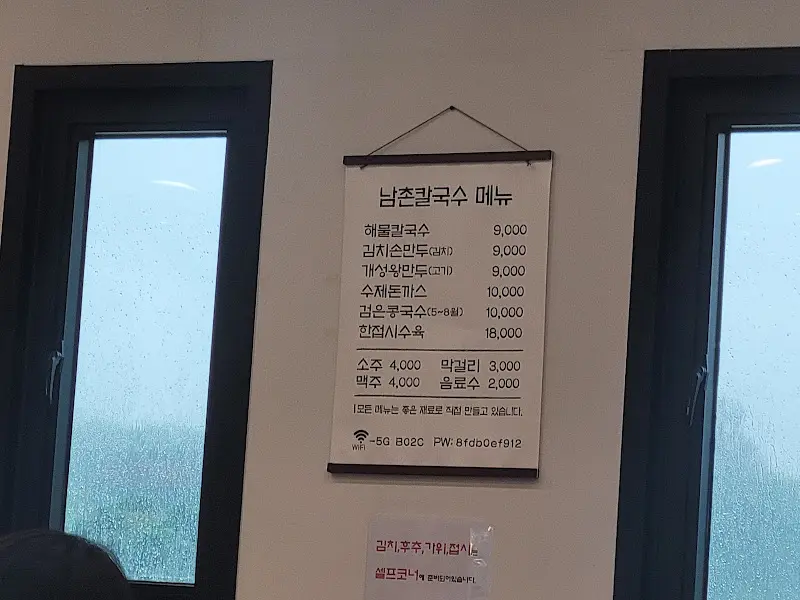 남촌칼국수 메뉴
해물칼국수 9,000
김치손만두(김치) 9,000
개성왕만두(고기) 9,000
수제돈까스 10,000
검은콩국수(5~8월) 10,000
한접시수육 18,000
소주 4,000 막걸리 3,000
맥주 4,000 음료수 2,000
모든 메뉴는 좋은 재료로 직접 만들고 있습니다.
WiFi -5G B02C PW: 8fdb0ef912
김치,후추,가위,접시는
셀프코너에 준비되어있습니다.